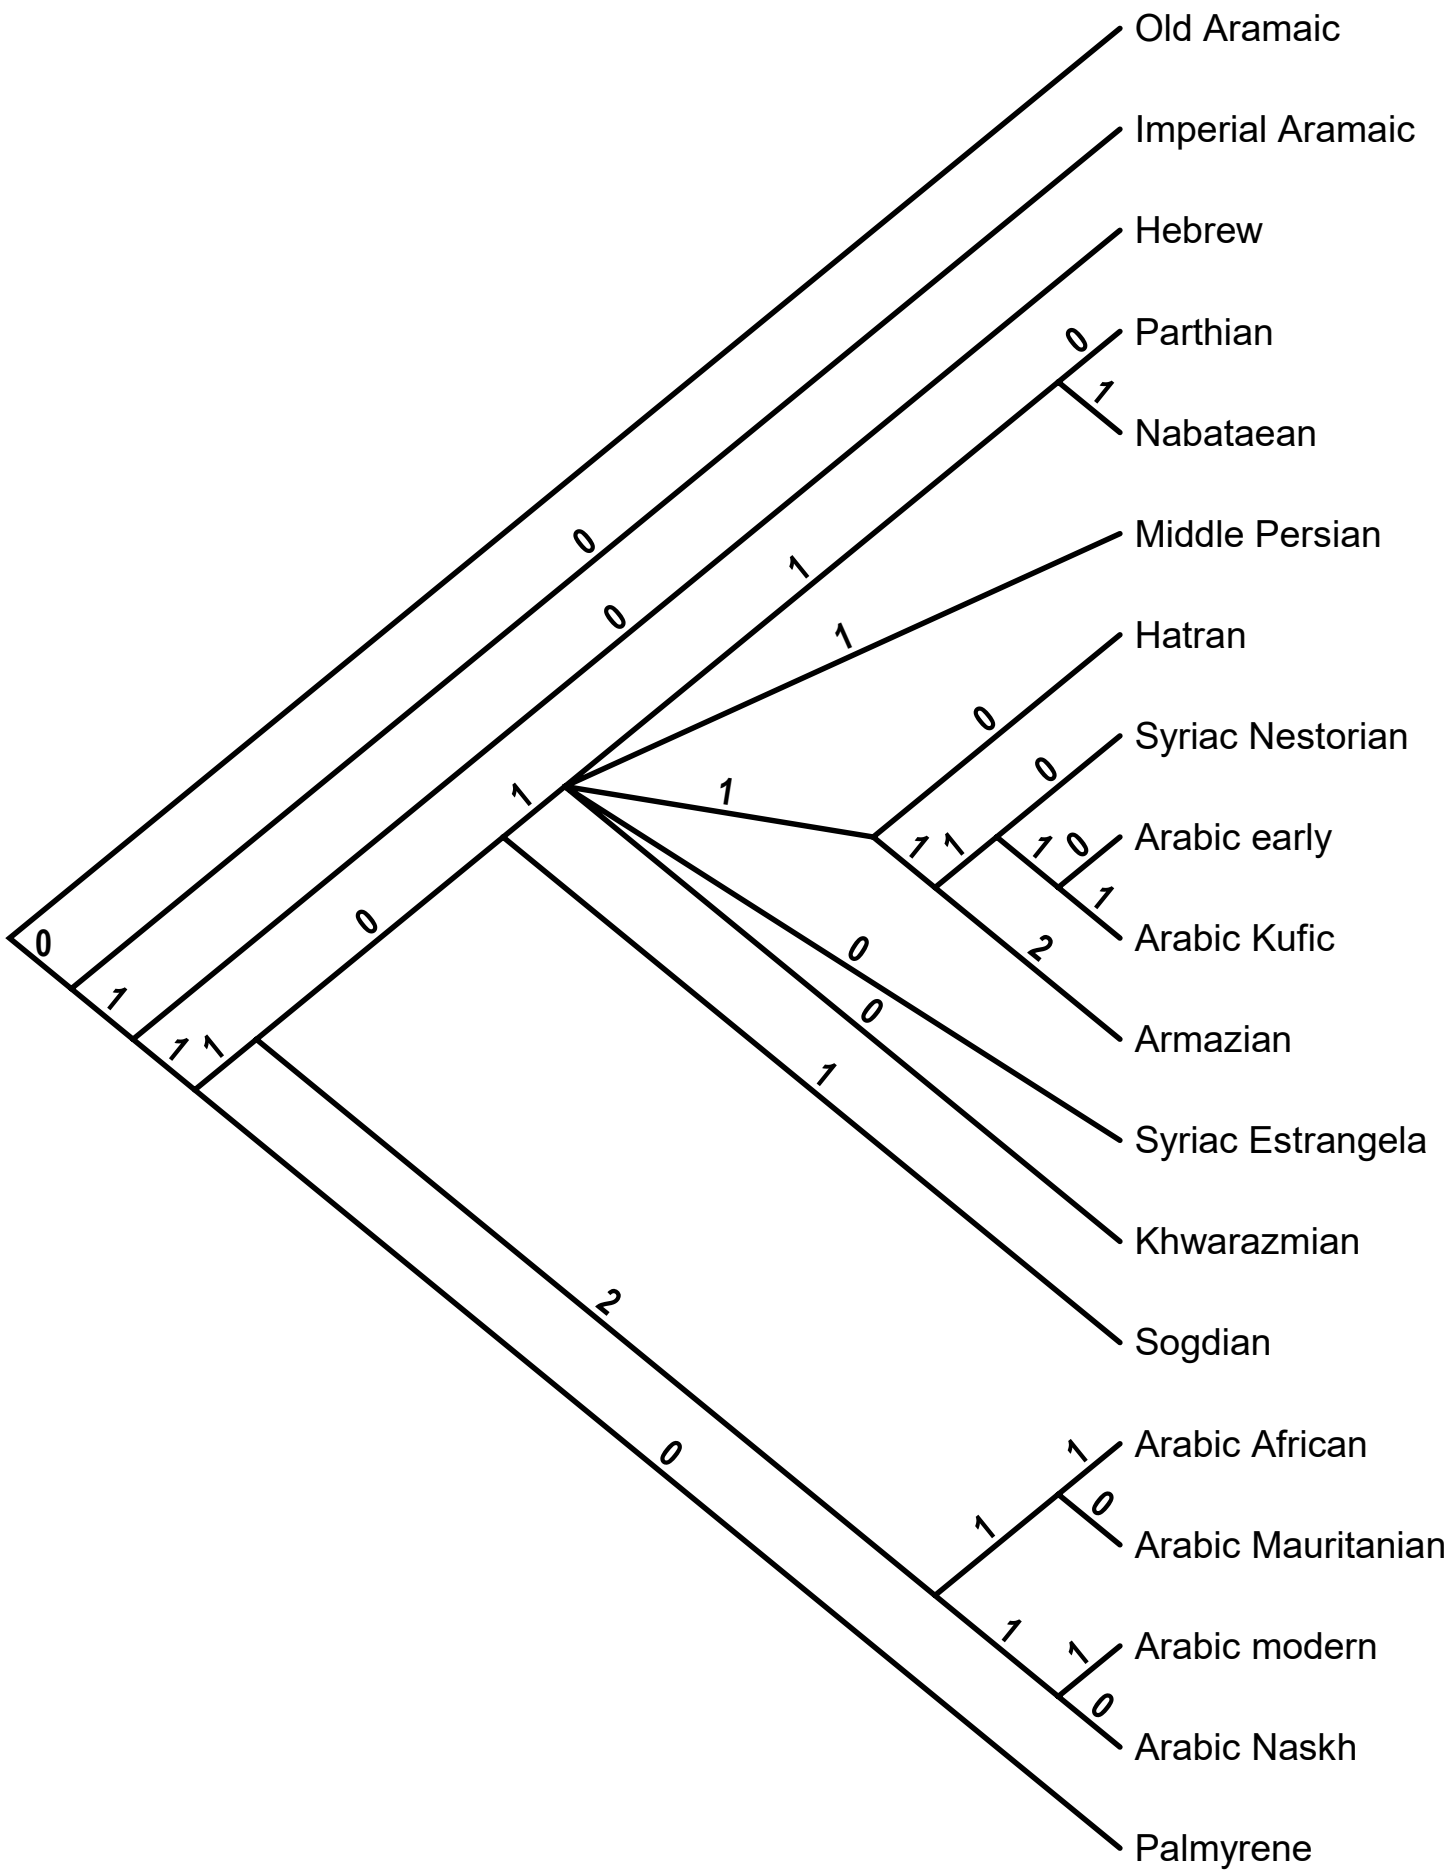 Old Aramaic
Imperial Aramaic
Hebrew
0
Parthian
1
Nabataean
0
Middle Persian
1
0
1
Hatran
0
Syriac Nestorian
0
1
1
Arabic early
1 1
1 0
1
0
Arabic Kufic
0
0
2
1
0
Armazian
1 1
1
Syriac Estrangela
Khwarazmian
2
Sogdian
1
Arabic African
0
0
1
Arabic Mauritanian
1
1
Arabic modern
0
Arabic Naskh
Palmyrene